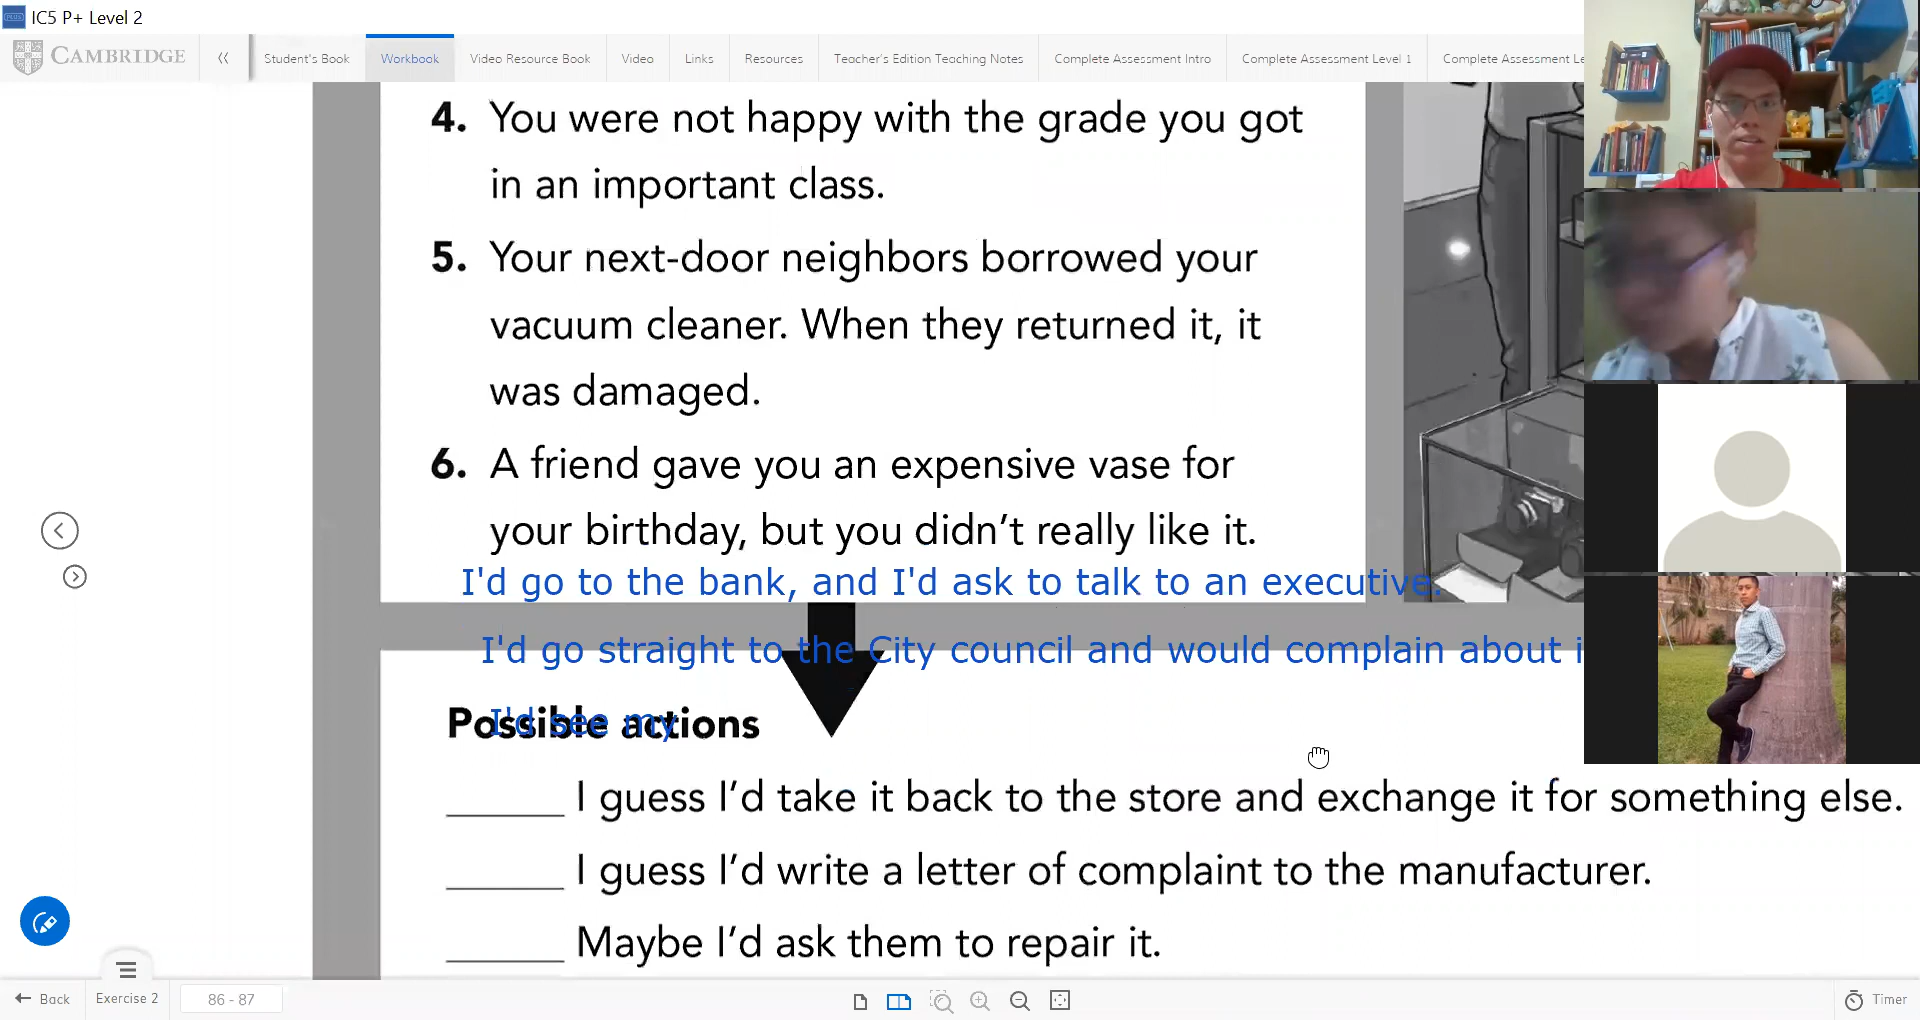 IC5 P+ Level 2
CAMBRIDGE
Student's Book
Workbook
Video Resource Book
Video
Links
Resources
Teacher's Edition Teaching Notes
Complete Assessment Intro
Complete Assessment Level 1
Complete Assessment Le
4. You were not happy with the grade you got
in an important class.
5. Your next-door neighbors borrowed your
vacuum cleaner. When they returned it, it
was damaged.
6. A friend gave you an expensive vase for
your birthday, but you didn't really like it.
I'd go to the bank, and I'd ask to talk to an executive.
I'd go straight to the City council and would complain about i
I'd see my
Possible actions
I guess I'd take it back to the store and exchange it for something else.
I guess I'd write a letter of complaint to the manufacturer.
Maybe I'd ask them to repair it.
Back
Exercise 2
86 - 87
Timer